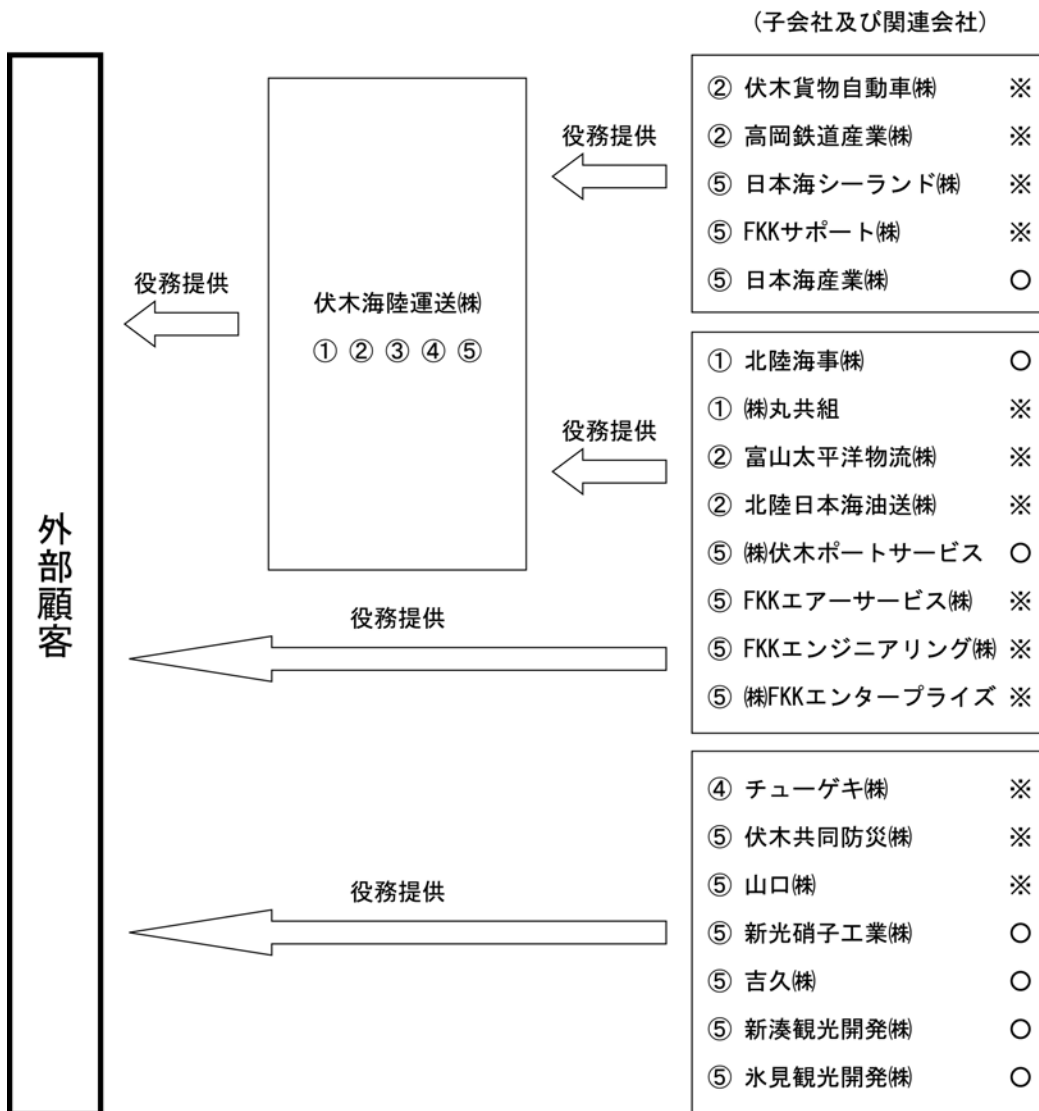 (子会社及び関連会社)
② 伏木貨物自動車㈱ ※
② 高岡鉄道産業㈱ ※
⑤ 日本海シーランド㈱ ※
⑤ FKKサポート㈱ ※
⑤ 日本海産業㈱ ○
役務提供
役務提供
伏木海陸運送㈱
① ② ③ ④ ⑤
① 北陸海事㈱ ○
① ㈱丸共組 ※
② 富山太平洋物流㈱ ※
② 北陸日本海油送㈱ ※
⑤ ㈱伏木ポートサービス ○
⑤ FKKエアーサービス㈱ ※
⑤ FKKエンジニアリング㈱ ※
⑤ ㈱FKKエンタープライズ ※
役務提供
役務提供
外部顧客
④ チューゲキ㈱ ※
⑤ 伏木共同防災㈱ ※
⑤ 山口㈱ ※
⑤ 新光硝子工業㈱ ○
⑤ 吉久㈱ ○
⑤ 新湊観光開発㈱ ○
⑤ 氷見観光開発㈱ ○
役務提供